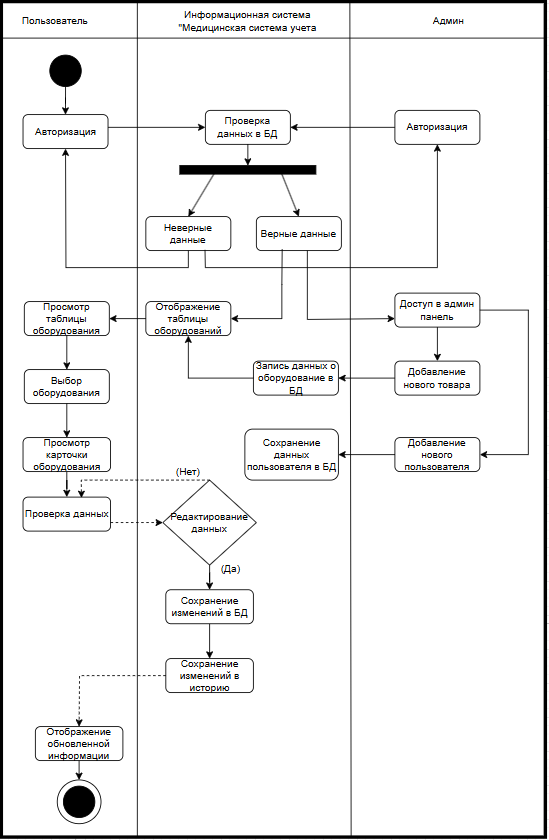 Пользователь
Информационная система
"Медицинская система учета
Админ
Авторизация
Проверка
данных в БД
Авторизация
Неверные
данные
Верные данные
Просмотр
таблицы
оборудования
Отображение
таблицы
оборудований
Доступ в админ
панель
Выбор
оборудования
Запись данных о
оборудование в
БД
Добавление
нового товара
Просмотр
карточки
оборудования
Сохранение
данных
пользователя в БД
Добавление
нового
пользователя
(Нет)
Проверка данных
Редактирование
данных
(Да)
Сохранение
изменений в БД
Сохранение
изменений в
историю
Отображение
обновленной
информации